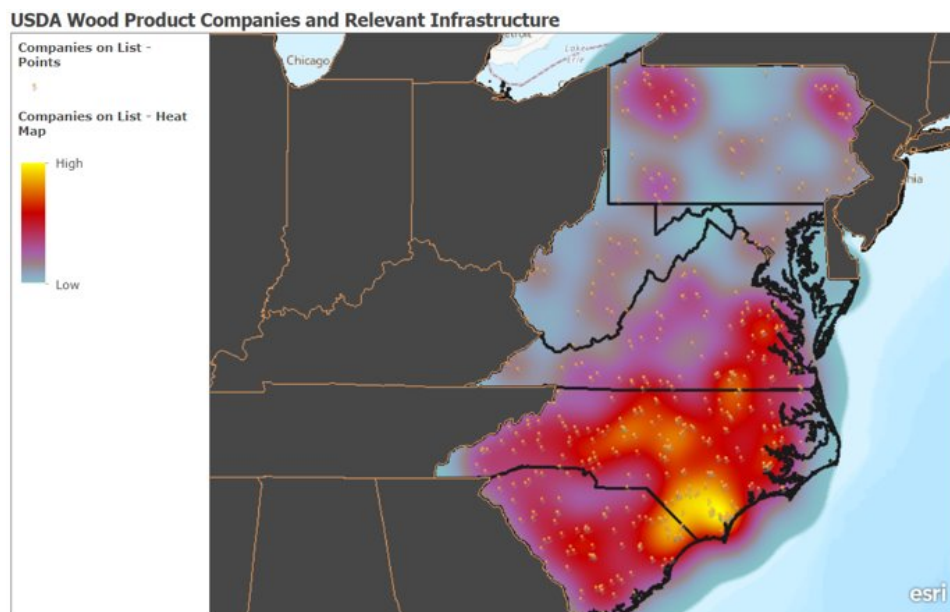 USDA Wood Product Companies and Relevant Infrastructure
Companies on List -
Points
Companies on List - Heat
Map
High
Low
Chicago
Lake
Erie
esri